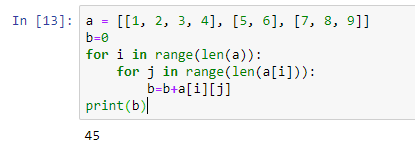 In [13]: a = [[1, 2, 3, 4], [5, 6], [7, 8, 9]]
b=0
for i in range(len(a)):
    for j in range(len(a[i])):
        b=b+a[i][j]
print(b)
45